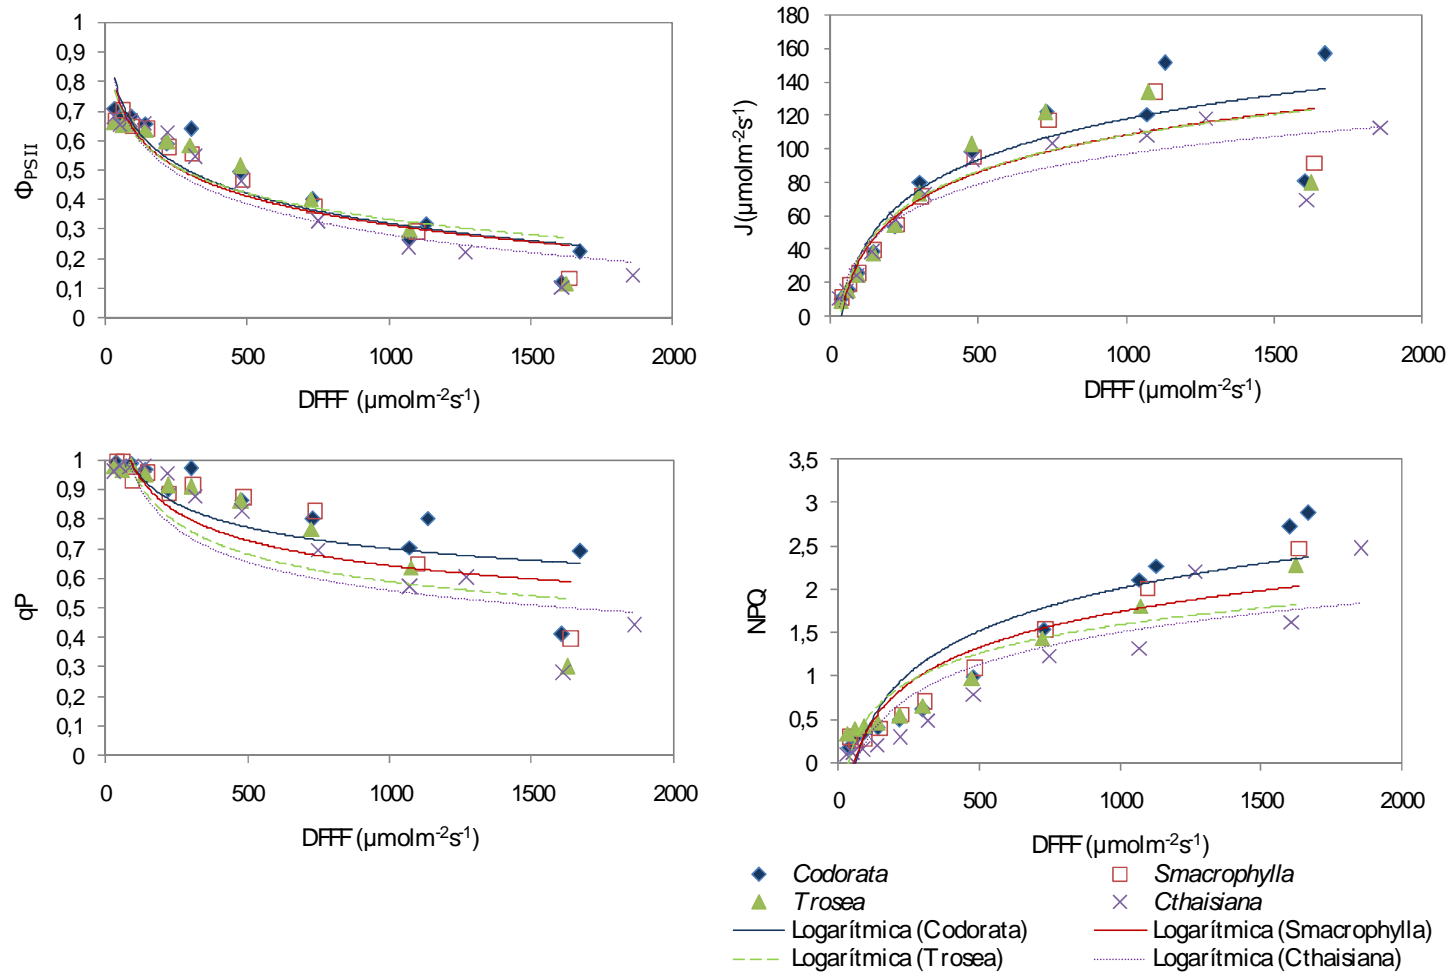 1
0,9
0,8
0,7
0,6
0,5
0,4
0,3
0,2
0,1
0
ΦPSII
0 500 1000 1500 2000
DFFF (µmolm-2s-1)
180
160
140
120
100
80
60
40
20
0
J(µmolm-2s-1)
0 500 1000 1500 2000
DFFF (µmolm-2s-1)
1
0,9
0,8
0,7
0,6
0,5
0,4
0,3
0,2
0,1
0
qP
0 500 1000 1500 2000
DFFF (µmolm-2s-1)
3,5
3
2,5
2
1,5
1
0,5
0
NPQ
0 500 1000 1500 2000
DFFF (µmolm-2s-1)
Codorata Smacrophylla
Trosea Cthaisiana
Logarítmica (Codorata) Logarítmica (Smacrophylla)
Logarítmica (Trosea) Logarítmica (Cthaisiana)